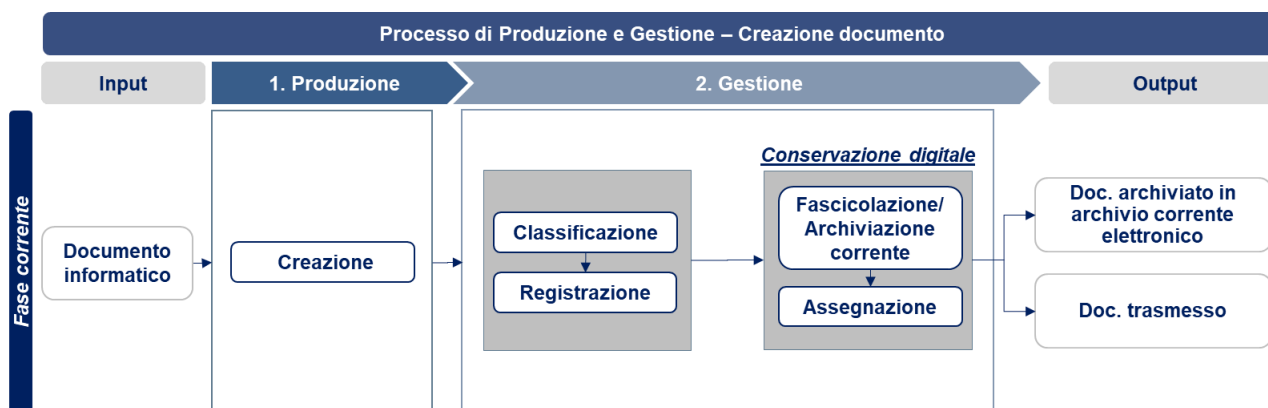 Processo di Produzione e Gestione – Creazione documento
Input
1. Produzione
2. Gestione
Output
Fase corrente
Documento
informatico
Creazione
Classificazione
Registrazione
Conservazione digitale
Fascicolazione/
Archiviazione
corrente
Assegnazione
Doc. archiviato in
archivio corrente
elettronico
Doc. trasmesso